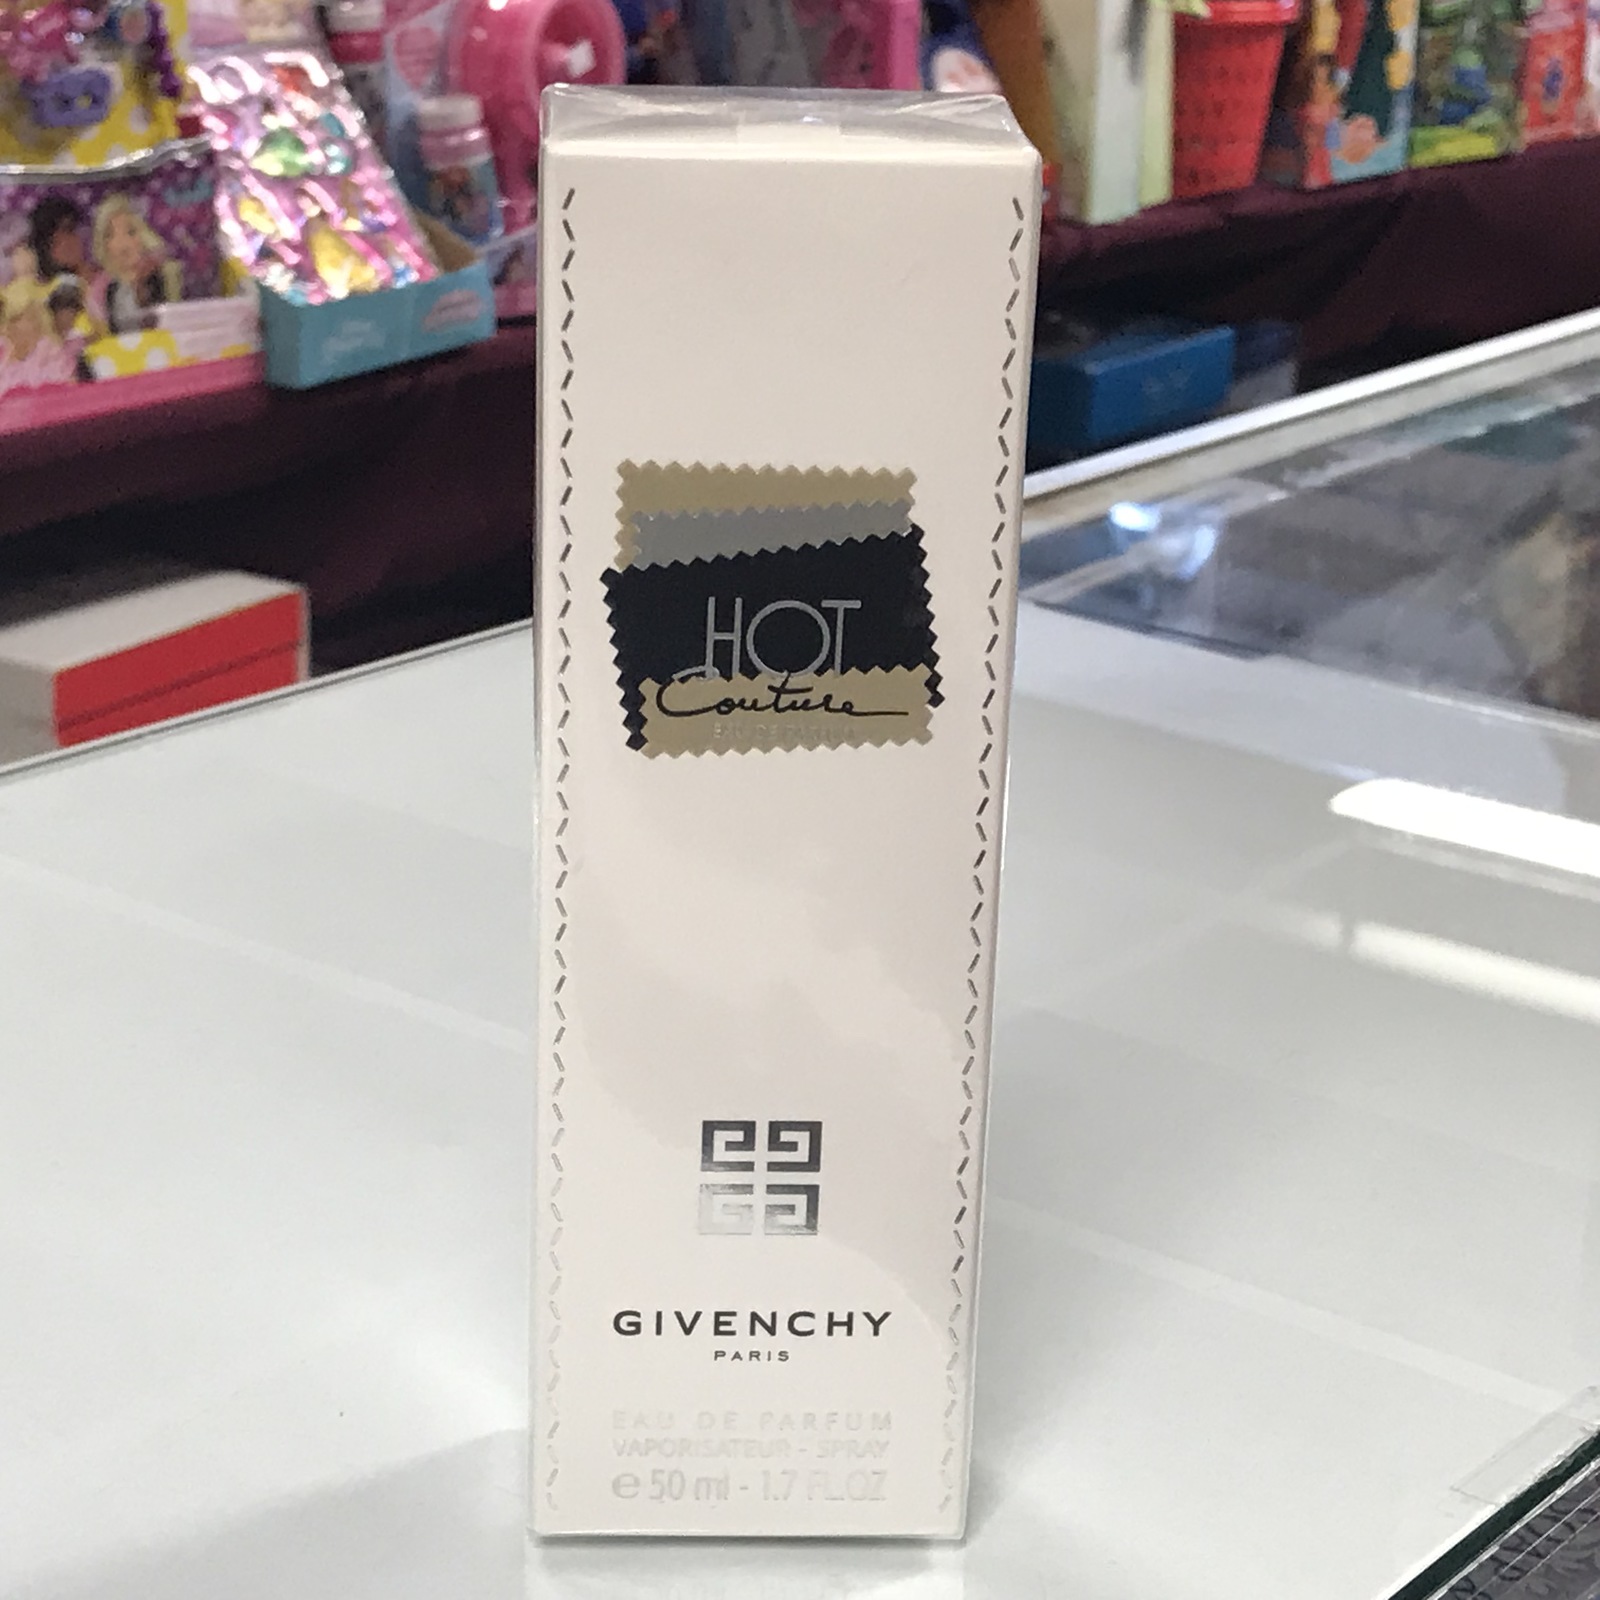 HOT
Couture
EAU DE PARFUM
GIVENCHY
PARIS
EAU DE PARFUM
VAPORISATEUR - SPRAY
e 50 ml - 1.7 FL.OZ